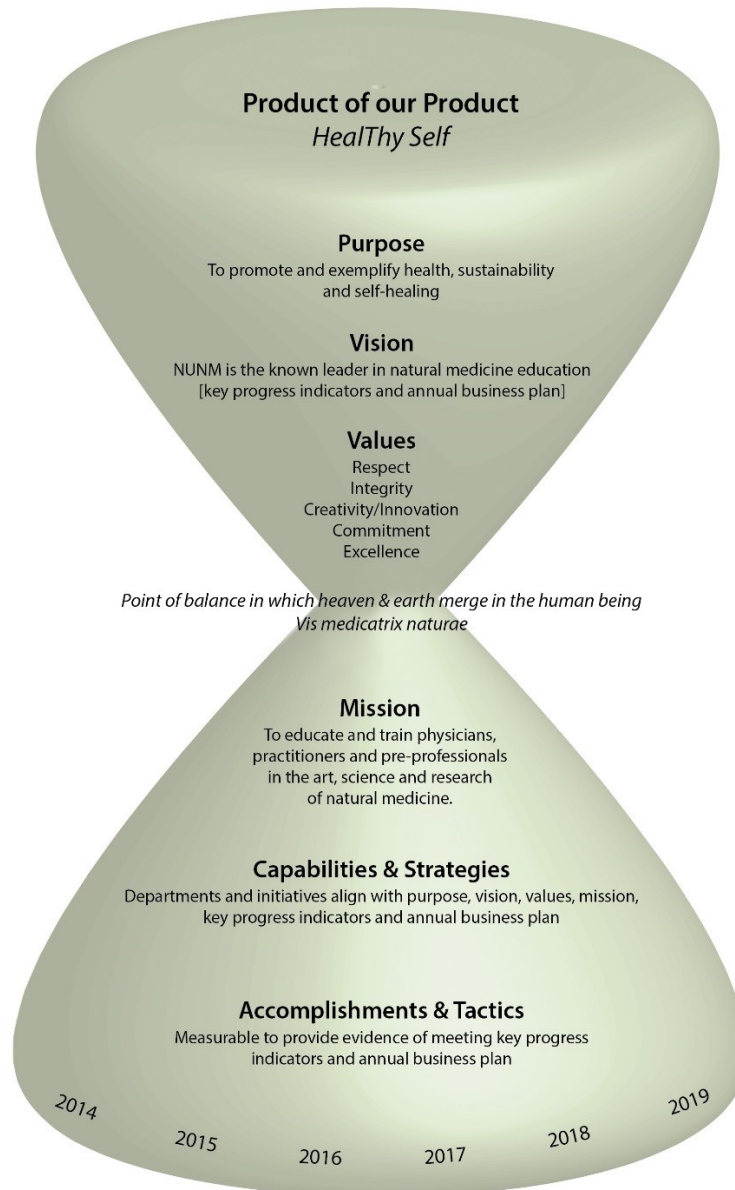 Product of our Product
HealThy Self
Purpose
To promote and exemplify health, sustainability
and self-healing
Vision
NUNM is the known leader in natural medicine education
[key progress indicators and annual business plan]
Values
Respect
Integrity
Creativity/Innovation
Commitment
Excellence
Point of balance in which heaven & earth merge in the human being
Vis medicatrix naturae
Mission
To educate and train physicians,
practitioners and pre-professionals
in the art, science and research
of natural medicine.
Capabilities & Strategies
Departments and initiatives align with purpose, vision, values, mission,
key progress indicators and annual business plan
Accomplishments & Tactics
Measurable to provide evidence of meeting key progress
indicators and annual business plan
2014
2015
2016
2017
2018
2019